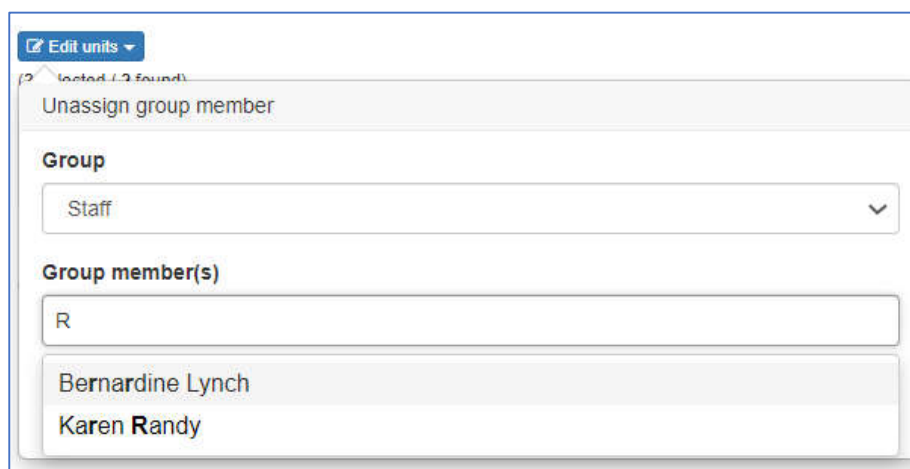 Edit units
Unassign group member
Group
Staff
Group member(s)
R
Bernardine Lynch
Karen Randy